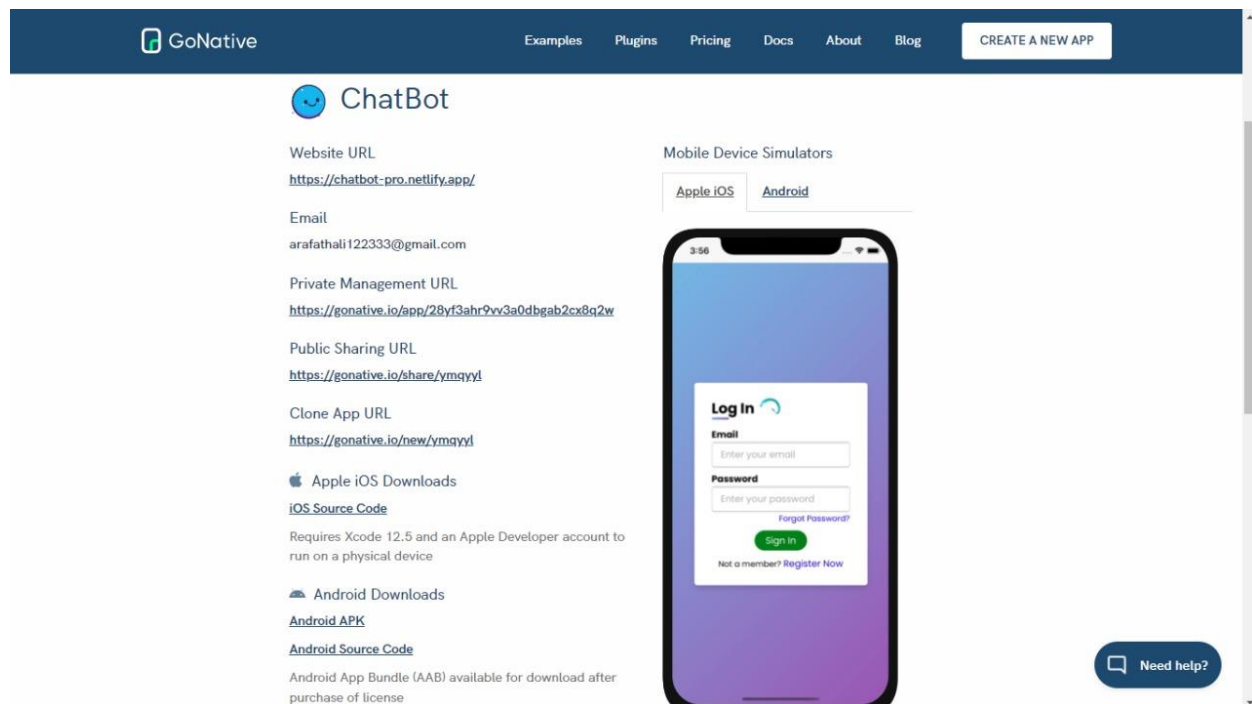 GoNative
Examples Plugins Pricing Docs About Blog CREATE A NEW APP
ChatBot
Website URL
https://chatbot-pro.netlify.app/
Email
arafathali122333@gmail.com
Private Management URL
https://gonative.io/app/28yf3ahr9vv3a0dbgab2cx8q2w
Public Sharing URL
https://gonative.io/share/ymqyyl
Clone App URL
https://gonative.io/new/ymqyyl
Apple iOS Downloads
iOS Source Code
Requires Xcode 12.5 and an Apple Developer account to
run on a physical device
Android Downloads
Android APK
Android Source Code
Android App Bundle (AAB) available for download after
purchase of license
Mobile Device Simulators
Apple iOS Android
3:56
Log In
Email
Enter your email
Password
Enter your password
Forgot Password?
Sign In
Not a member? Register Now
Need help?